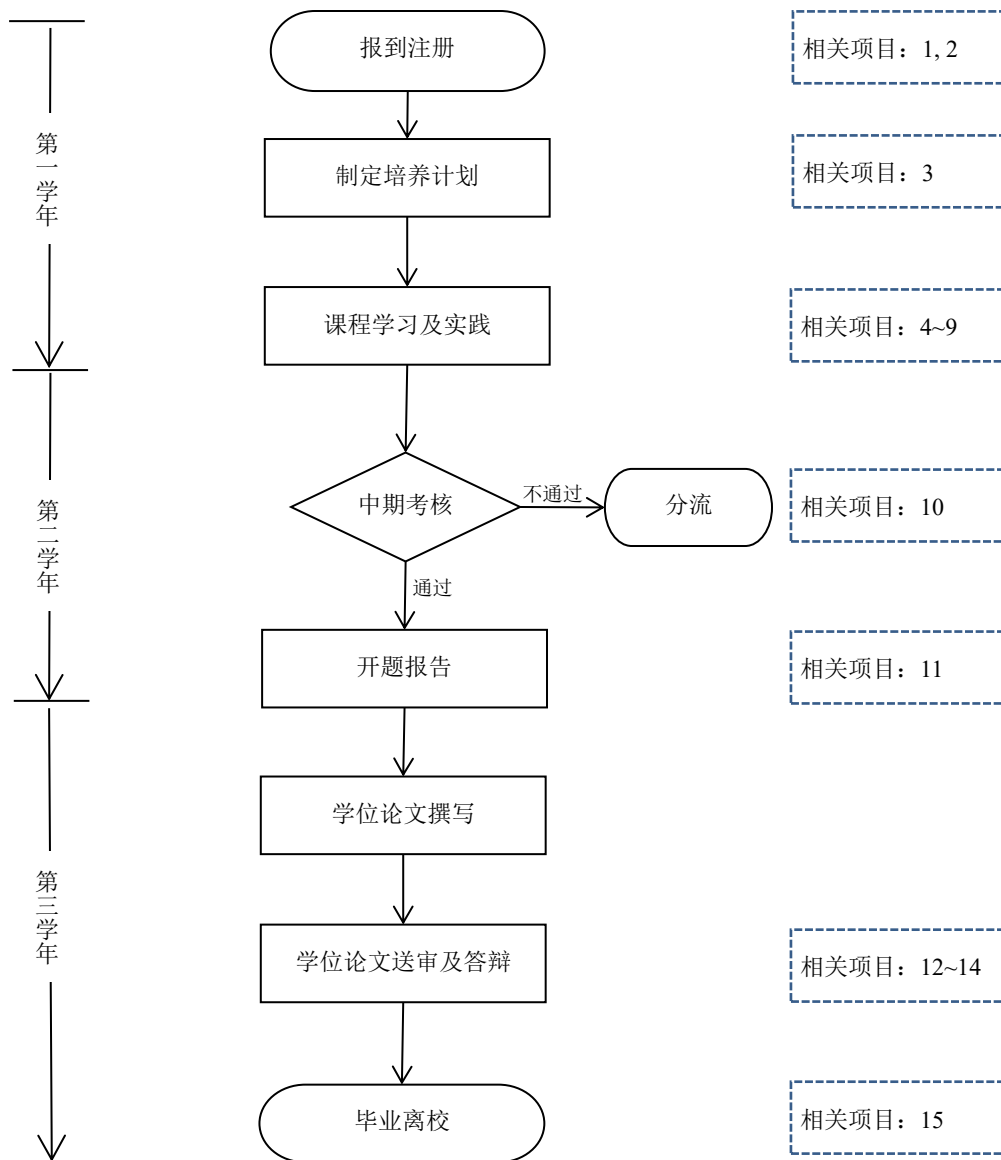 报到注册
相关项目：1, 2
第一学年
制定培养计划
相关项目：3
课程学习及实践
相关项目：4~9
第二学年
中期考核
不通过
分流
相关项目：10
通过
开题报告
相关项目：11
第三学年
学位论文撰写
学位论文送审及答辩
相关项目：12~14
毕业离校
相关项目：15